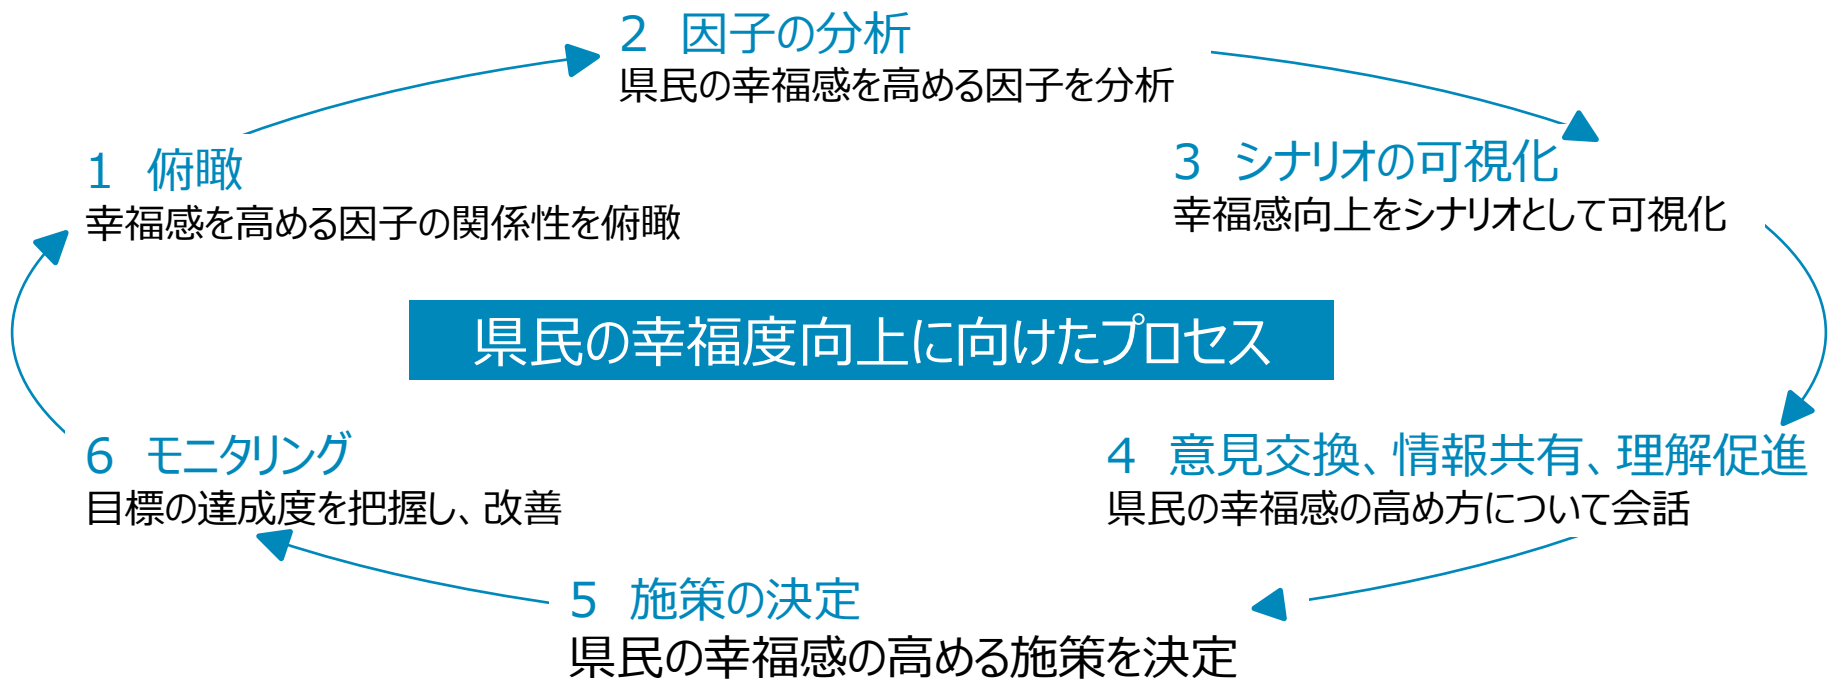 2 因子の分析
県民の幸福感を高める因子を分析
1 俯瞰
幸福感を高める因子の関係性を俯瞰
3 シナリオの可視化
幸福感向上をシナリオとして可視化
県民の幸福度向上に向けたプロセス
6 モニタリング
目標の達成度を把握し、改善
4 意見交換、情報共有、理解促進
県民の幸福感の高め方について会話
5 施策の決定
県民の幸福感の高める施策を決定